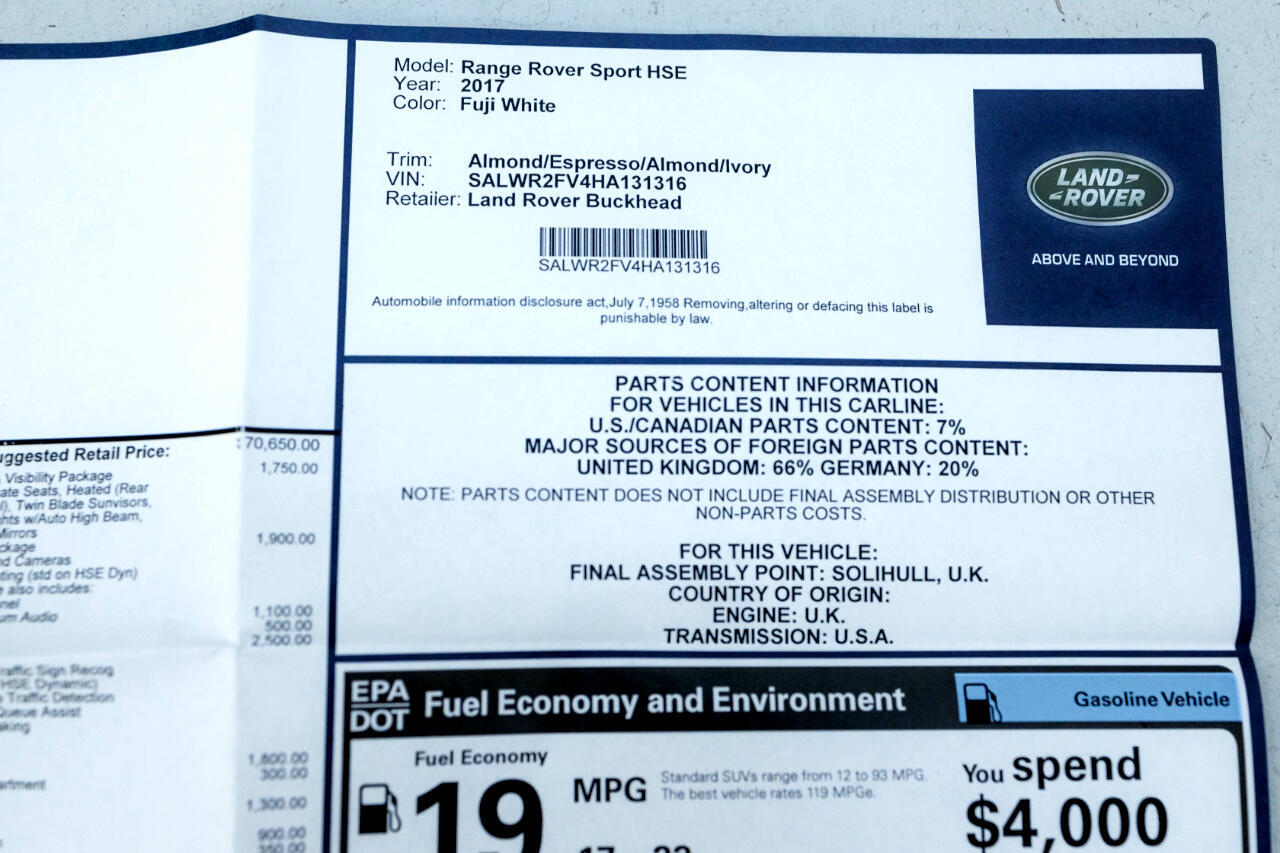 Model: Range Rover Sport HSE
Year: 2017
Color: Fuji White
Trim: Almond/Espresso/Almond/Ivory
VIN: SALWR2FV4HA131316
Retailer: Land Rover Buckhead
SALWR2FV4HA131316
Automobile information disclosure act,July 7,1958 Removing,altering or defacing this label is
punishable by law.
LAND-
ROVER
ABOVE AND BEYOND
PARTS CONTENT INFORMATION
FOR VEHICLES IN THIS CARLINE:
U.S./CANADIAN PARTS CONTENT: 7%
MAJOR SOURCES OF FOREIGN PARTS CONTENT:
UNITED KINGDOM: 66% GERMANY: 20%
NOTE: PARTS CONTENT DOES NOT INCLUDE FINAL ASSEMBLY DISTRIBUTION OR OTHER
NON-PARTS COSTS.
FOR THIS VEHICLE:
FINAL ASSEMBLY POINT: SOLIHULL, U.K.
COUNTRY OF ORIGIN:
ENGINE: U.K.
TRANSMISSION: U.S.A.
uggested Retail Price: 70,650.00
Visibility Package 1,750.00
ate Seats, Heated (Rear
Twin Blade Sunvisors,
hts w/Auto High Beam,
Mirrors
ckage 1,900.00
nd Cameras
ting (std on HSE Dyn)
e also includes:
nel
um Audio 1,100.00
500.00
2,500.00
raffic Sign Recog
HSE Dynamic)
Traffic Detection
Queue Assist
aking
1,800.00
300.00
artment
1,300.00
900.00
350.00
EPA
DOT
Fuel Economy and Environment
Gasoline Vehicle
Fuel Economy
19 MPG
Standard SUVs range from 12 to 93 MPG.
The best vehicle rates 119 MPGe.
You spend
$4,000